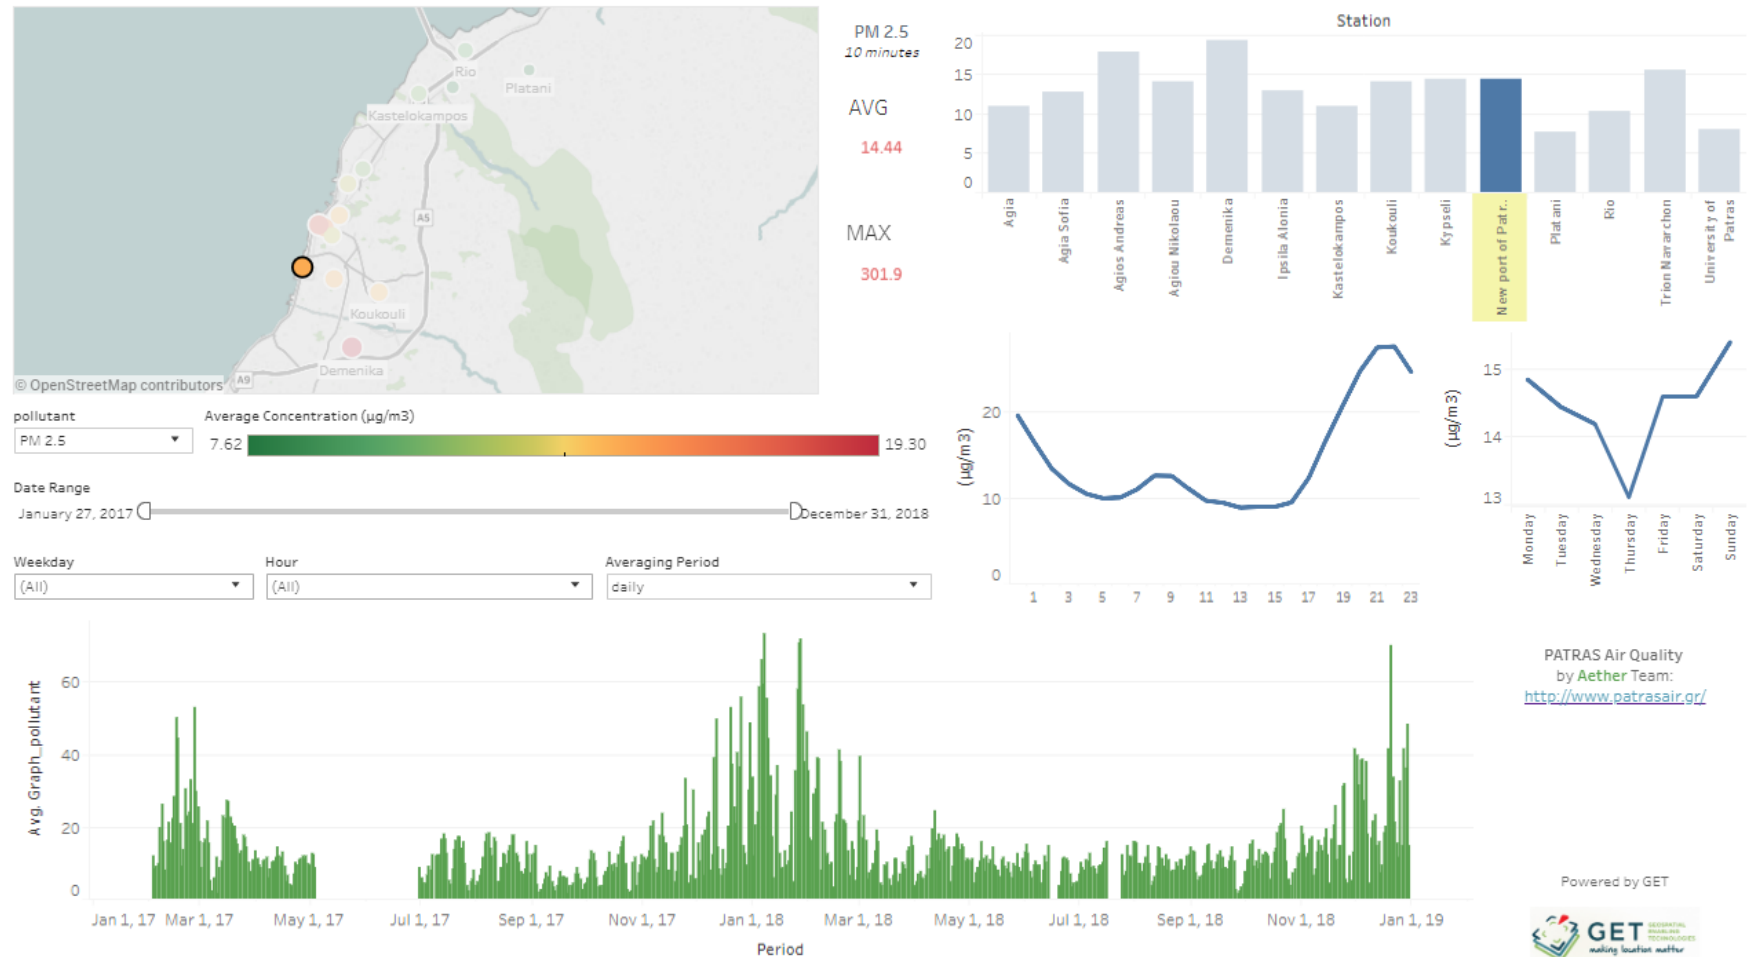 Rio
Platani
Kastelokampos
A5
Koukouli
Demenika
A9
© OpenStreetMap contributors
PM 2.5
10 minutes
AVG
14.44
MAX
301.9
Station
20
15
10
5
0
Agia
Agia Sofia
Agios Andreas
Agiou Nikolaou
Demenika
Ipsila Alonia
Kastelokampos
Koukouli
Kypseli
New port of Patr..
Platani
Rio
Trion Navarchon
University of
Patras
pollutant
PM 2.5
Average Concentration (µg/m3)
7.62
19.30
Date Range
January 27, 2017
December 31, 2018
Weekday
(All)
Hour
(All)
Averaging Period
daily
(µg/m3)
20
10
0
1 3 5 7 9 11 13 15 17 19 21 23
(µg/m3)
15
14
13
Monday
Tuesday
Wednesday
Thursday
Friday
Saturday
Sunday
Avg. Graph_pollutant
60
40
20
0
Jan 1, 17 Mar 1, 17 May 1, 17 Jul 1, 17 Sep 1, 17 Nov 1, 17 Jan 1, 18 Mar 1, 18 May 1, 18 Jul 1, 18 Sep 1, 18 Nov 1, 18 Jan 1, 19
Period
PATRAS Air Quality
by Aether Team:
http://www.patrasair.gr/
Powered by GET
GET
GEOSPATIAL
ENABLING
TECHNOLOGIES
making location matter